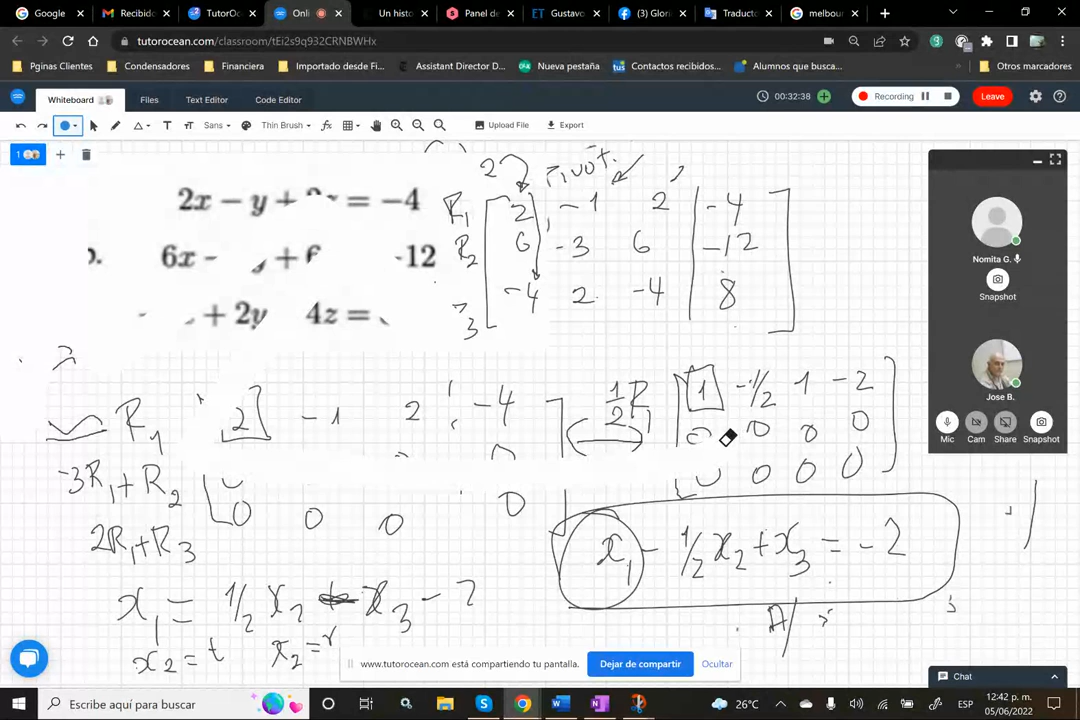 Google
Recibido
TutorOc
Onli
Un histo
Panel de
Gustavo
(3) Glori
Traducto
melbour
tutorocean.com/classroom/tEi2s9q932CRNBWHx
Pginas Clientes
Condensadores
Financiera
Importado desde Fi...
Assistant Director D...
Nueva pestaña
Contactos recibidos...
Alumnos que busca...
Otros marcadores
Whiteboard
Files
Text Editor
Code Editor
00:32:38
Recording
Leave
Sans
Thin Brush
Upload File
Export
1
2 Pivot.
2x − y + = −4
R1 2 -1 2 -4
6x − + 6 -12
R2 6 -3 6 -12
+ 2y 4z =
3 -4 2 -4 8
Nomita G.
Snapshot
Jose B.
Mic
Cam
Share
Snapshot
R1 2 -1 2 -4
1/2 R1
1 -1/2 1 -2
0 0 0 0
-3R1+R2
0 0 0 0
2R1+R3
0 0 0 0
x1 - 1/2 x2 + x3 = -2
x1 = 1/2 x2 - x3 - 2
x2 = t x2 = r
www.tutorocean.com está compartiendo tu pantalla.
Dejar de compartir
Ocultar
Chat
Escribe aquí para buscar
26°C
ESP
12:42 p. m.
05/06/2022